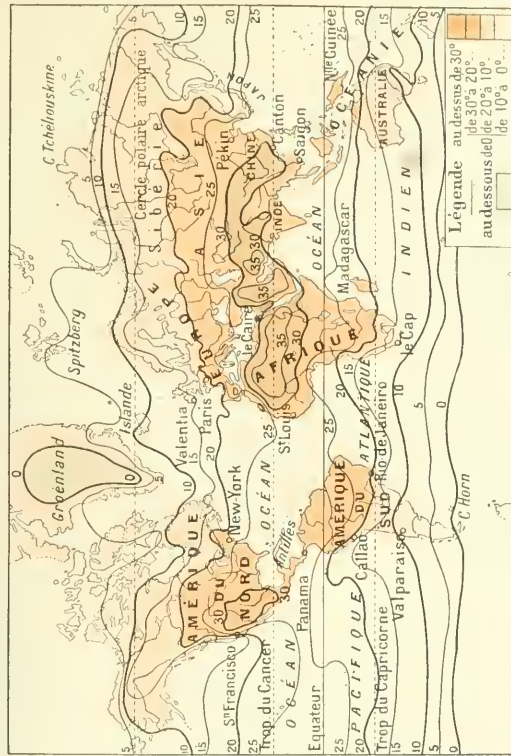 C. Tchéliouskine
Spitzberg
Groenland
Islande
Cercle polaire arctique
Sibérie
EUROPE
ASIE
JAPON
Valentia
Paris
Pékin
CHINE
Canton
Saigon
INDE
le Caire
AFRIQUE
St Louis
AMÉRIQUE
DU
NORD
New-York
Sn Francisco
Antilles
OCÉAN
ATLANTIQUE
Trop. du Cancer
Panama
OCÉAN
PACIFIQUE
Equateur
AMÉRIQUE
DU
SUD
Callao
Rio de Janeiro
Valparaiso
Trop. du Capricorne
C. Horn
le Cap
Madagascar
OCÉAN
INDIEN
Nlle Guinée
OCÉANIE
AUSTRALIE
Légende
au dessus de 30°
de 30° à 20°
de 20° à 10°
de 10° à 0°
au dessous de 0